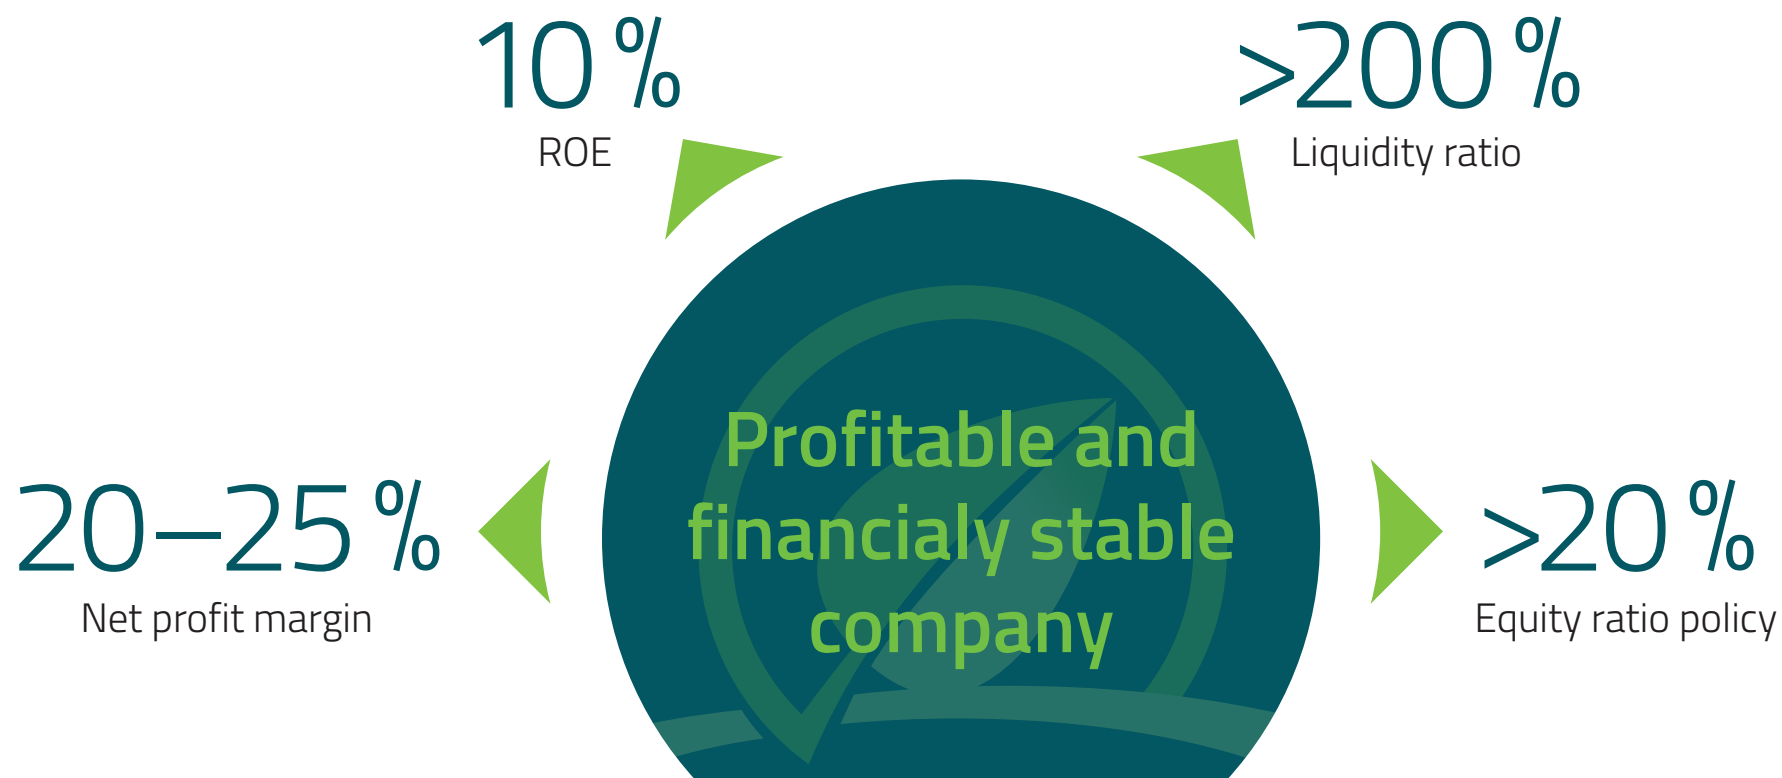 10 %
ROE
>200 %
Liquidity ratio
Profitable and
financialy stable
company
20–25 %
Net profit margin
>20 %
Equity ratio policy